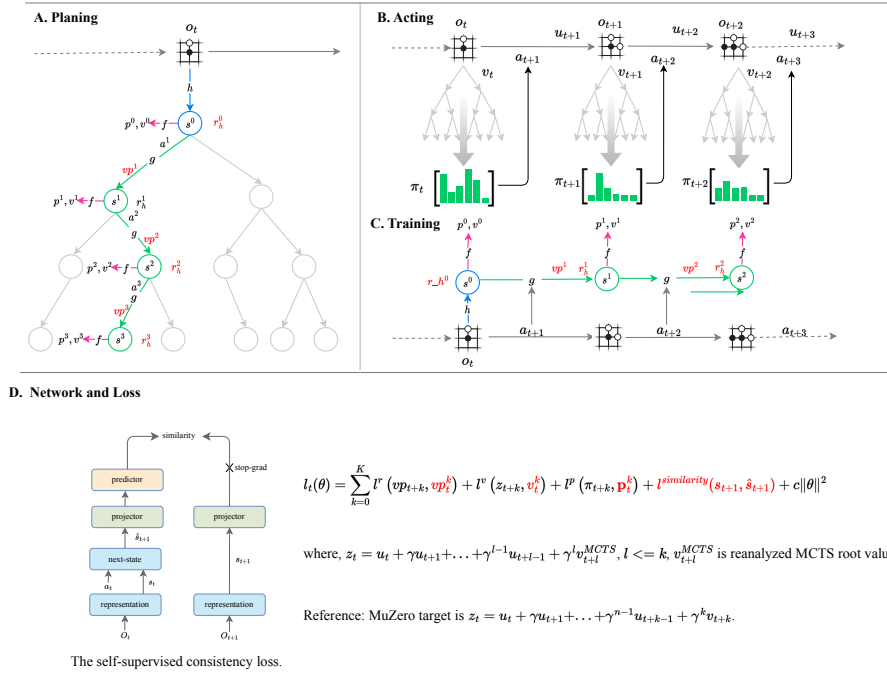 A. Planing
o_t
h
p^0, v^0
f
s^0
r_h^0
a^1
g
vp^1
p^1, v^1
f
s^1
r_h^1
a^2
g
vp^2
p^2, v^2
f
s^2
r_h^2
a^3
g
vp^3
p^3, v^3
f
s^3
r_h^3
B. Acting
o_t
o_{t+1}
o_{t+2}
u_{t+1}
u_{t+2}
u_{t+3}
a_{t+1}
a_{t+2}
a_{t+3}
v_t
v_{t+1}
v_{t+2}
π_t
π_{t+1}
π_{t+2}
C. Training
p^0, v^0
p^1, v^1
p^2, v^2
f
f
f
r_h^0
s^0
g
vp^1
r_h^1
s^1
g
vp^2
r_h^2
s^2
h
a_{t+1}
a_{t+2}
a_{t+3}
o_t
D. Network and Loss
similarity
stop-grad
predictor
projector
projector
ŝ_{t+1}
s_{t+1}
next-state
a_t
s_t
representation
representation
O_t
O_{t+1}
The self-supervised consistency loss.
l_t(θ) = ∑_{k=0}^{K} l^r (vp_{t+k}, vp_t^k) + l^v (z_{t+k}, v_t^k) + l^p (π_{t+k}, p_t^k) + l^{similarity}(s_{t+1}, ŝ_{t+1}) + c‖θ‖^2
where, z_t = u_t + γu_{t+1}+…+γ^{l−1}u_{t+l−1} + γ^l v_{t+l}^{MCTS}, l <= k, v_{t+l}^{MCTS} is reanalyzed MCTS root valu
Reference: MuZero target is z_t = u_t + γu_{t+1}+…+γ^{n−1}u_{t+k−1} + γ^k v_{t+k}.